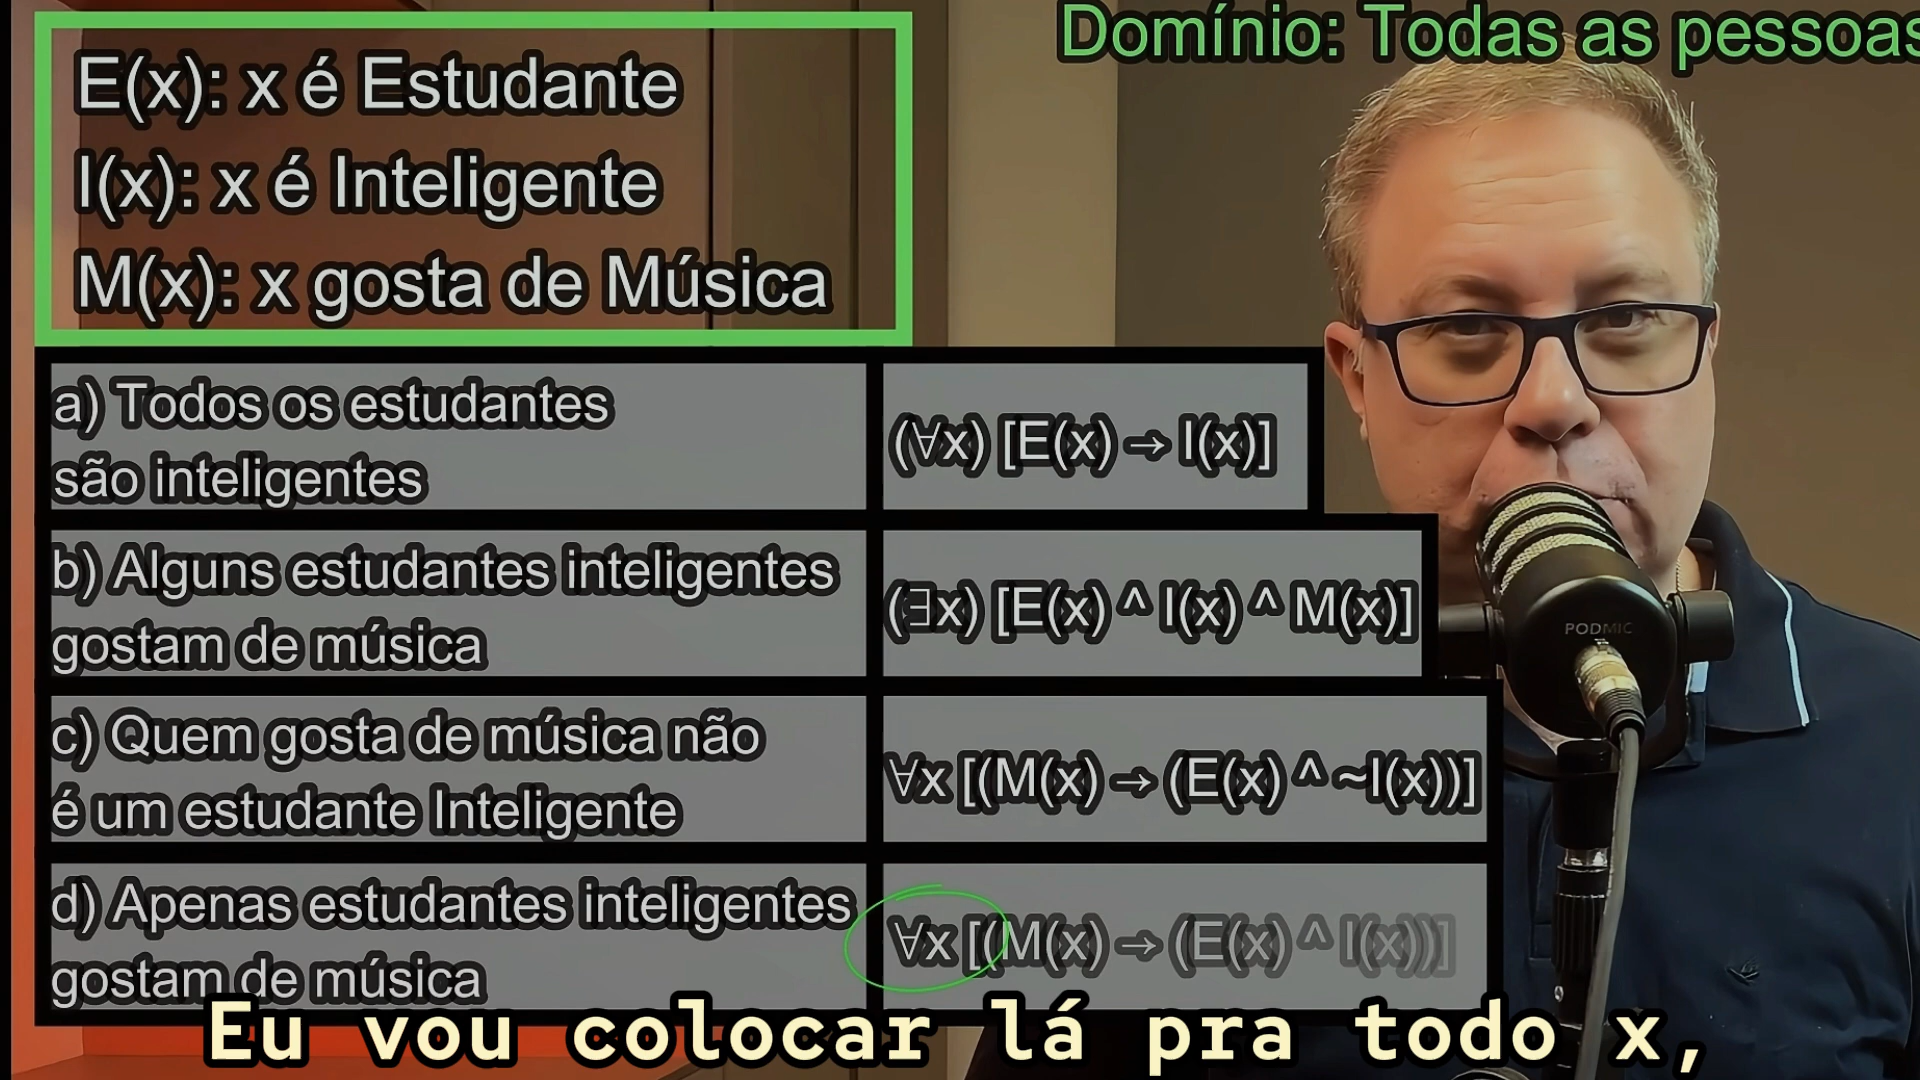 Domínio: Todas as pessoas
E(x): x é Estudante
I(x): x é Inteligente
M(x): x gosta de Música
a) Todos os estudantes
são inteligentes
(∀x) [E(x) → I(x)]
b) Alguns estudantes inteligentes
gostam de música
(∃x) [E(x) ^ I(x) ^ M(x)]
c) Quem gosta de música não
é um estudante Inteligente
∀x [(M(x) → (E(x) ^ ~I(x))]
d) Apenas estudantes inteligentes
gostam de música
∀x [(M(x) → (E(x) ^ I(x))]
PODMIC
Eu vou colocar lá pra todo x,